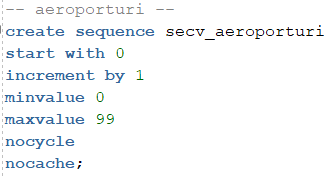 -- aeroporturi --
create sequence secv_aeroporturi
start with 0
increment by 1
minvalue 0
maxvalue 99
nocycle
nocache;